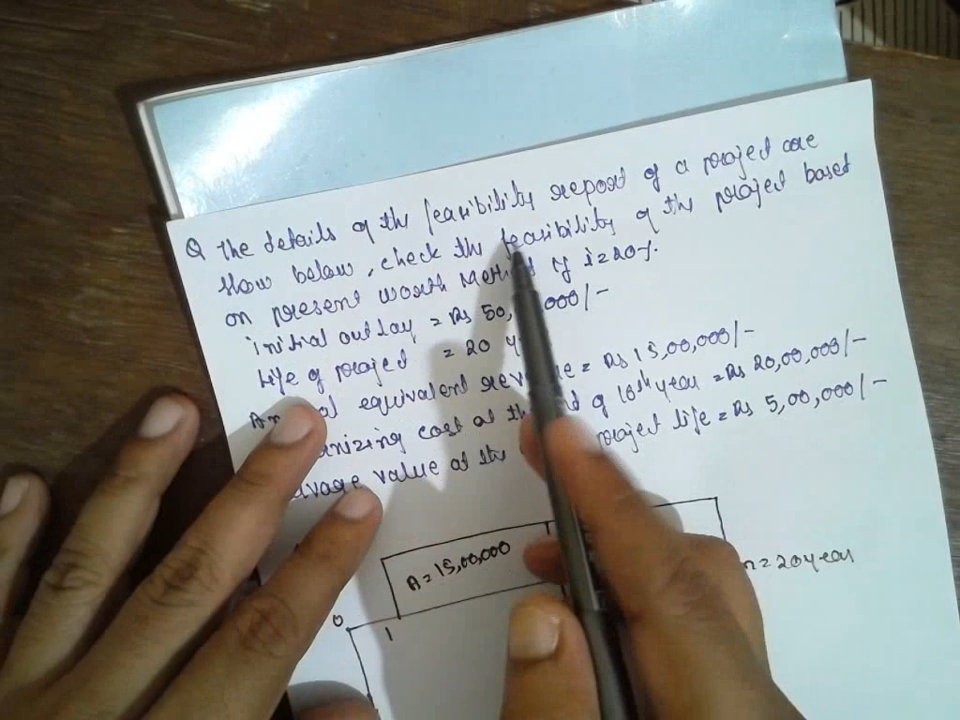 Q The details of the feasibility report of a project are
show below, check the feasibility of the project based
on present worth if i=20%.
initial outlay = Rs 50, 000/-
Life of project = 20
equivalent = Rs 15,00,000/-
cost at the of 10th year = Rs 20,00,000/-
value at the project life = Rs 5,00,000/-
A = 15,00,000
n=20 year
0
1